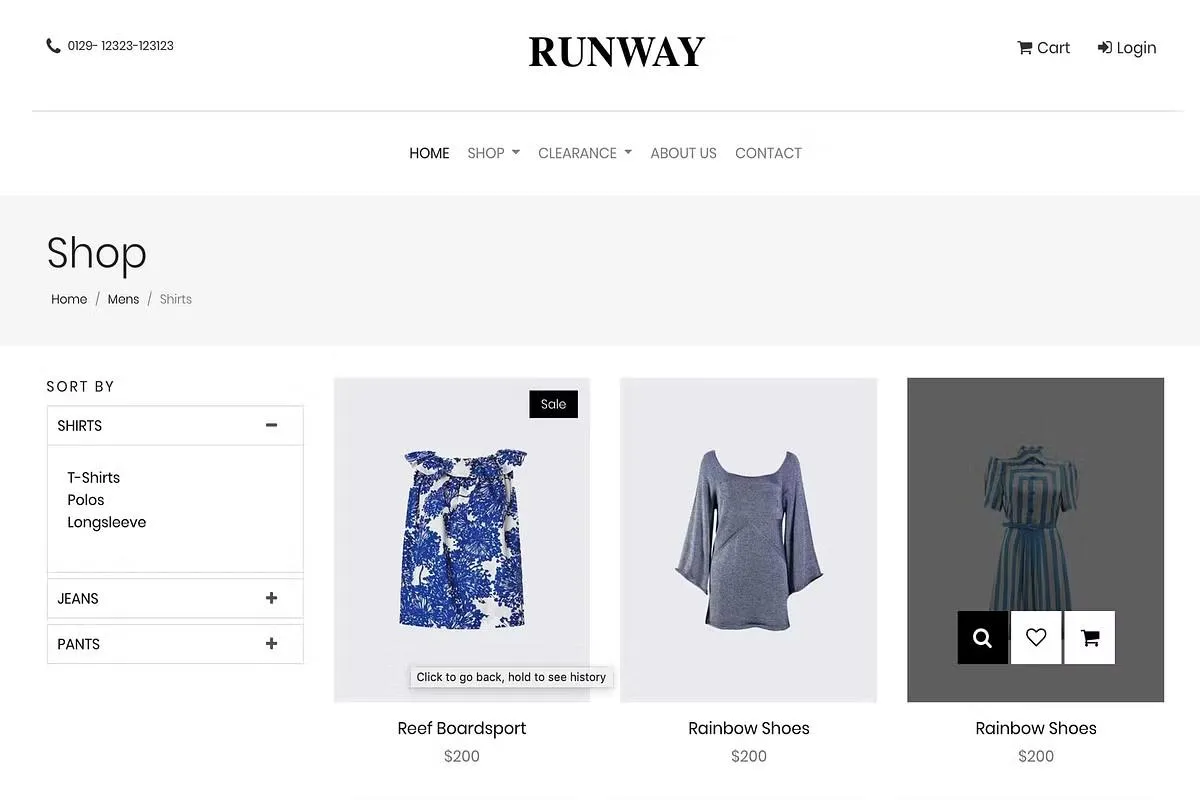 0129- 12323-123123
RUNWAY
Cart
Login
HOME SHOP CLEARANCE ABOUT US CONTACT
Shop
Home / Mens / Shirts
SORT BY
SHIRTS
T-Shirts
Polos
Longsleeve
JEANS
PANTS
Sale
Click to go back, hold to see history
Reef Boardsport
$200
Rainbow Shoes
$200
Rainbow Shoes
$200